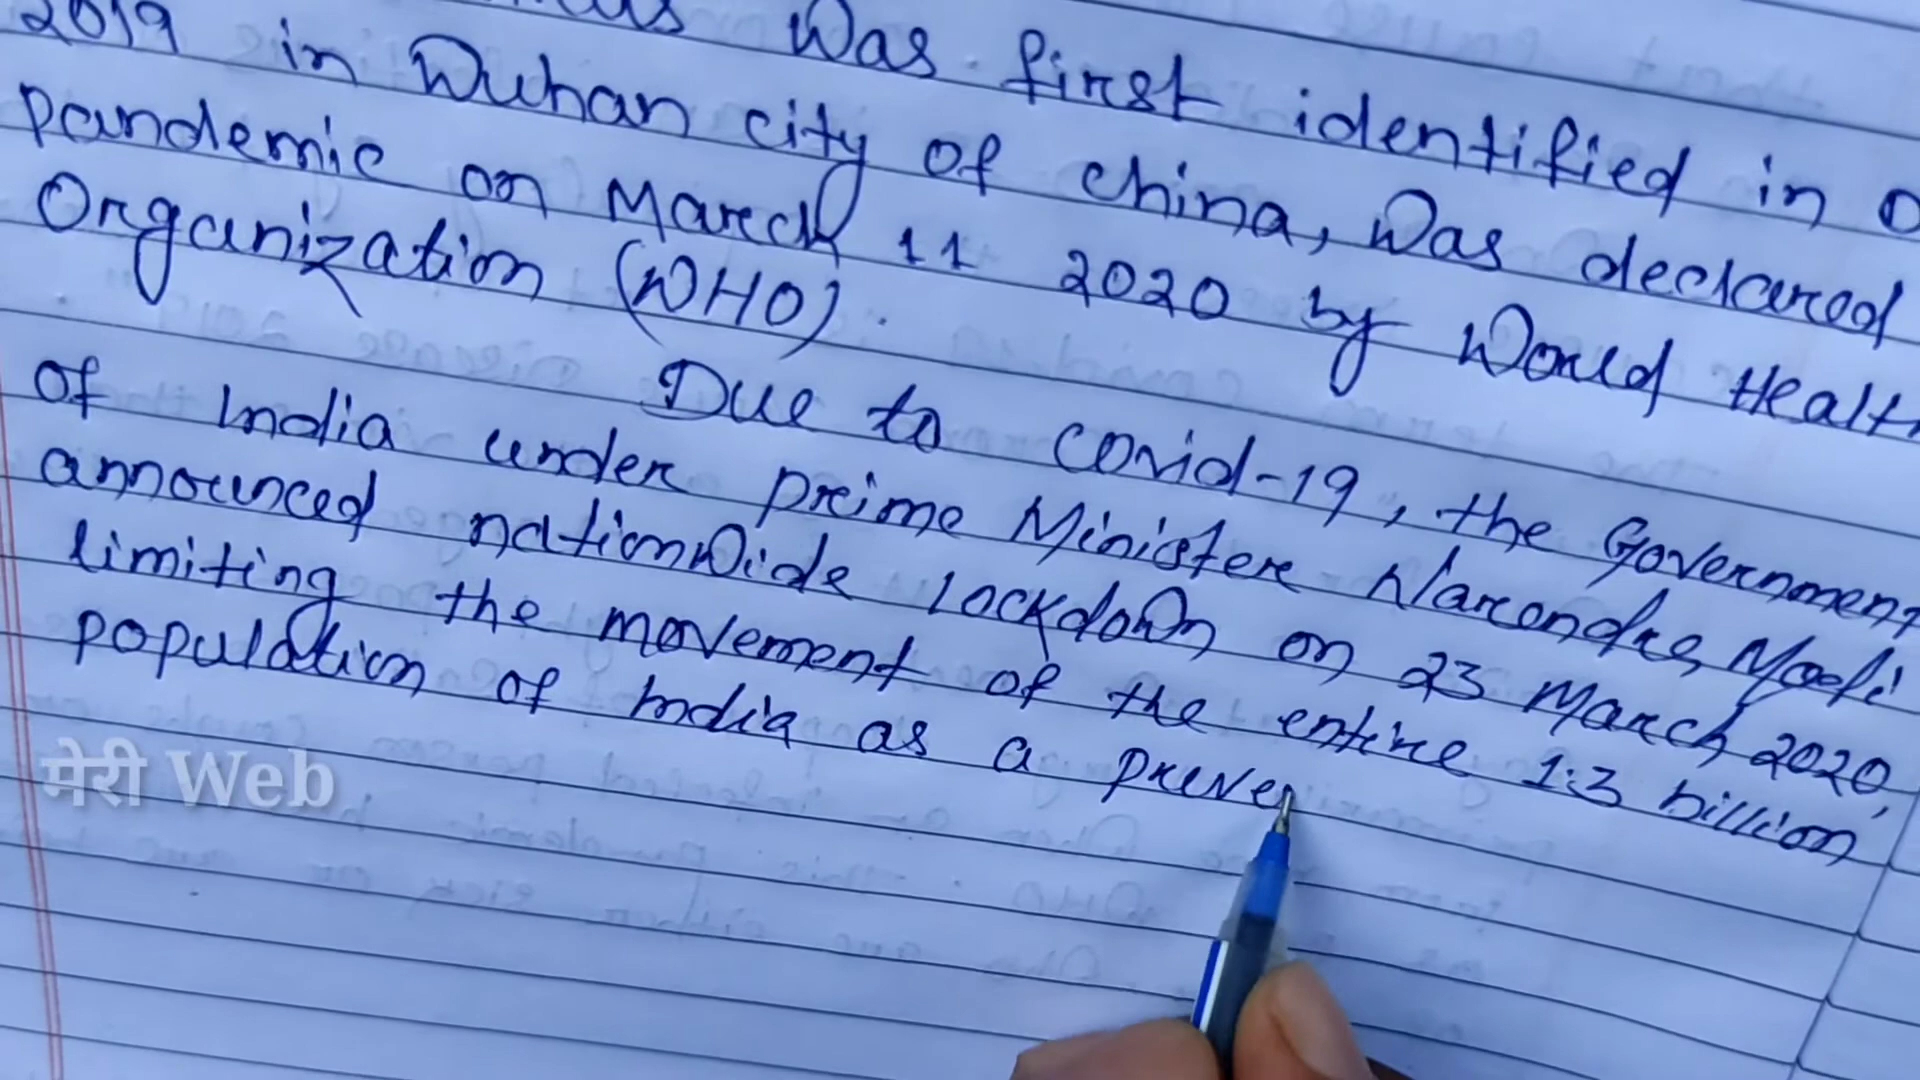 was first identified in
2019 in Wuhan city of china, was declared
pandemic on March 11 2020 by World Health
Organization (WHO).
Due to covid-19, the Government
of India under prime Minister Narendra Modi
announced nationwide lockdown on 23 March 2020,
limiting the movement of the entire 1.3 billion
population of India as a preve
मेरी Web